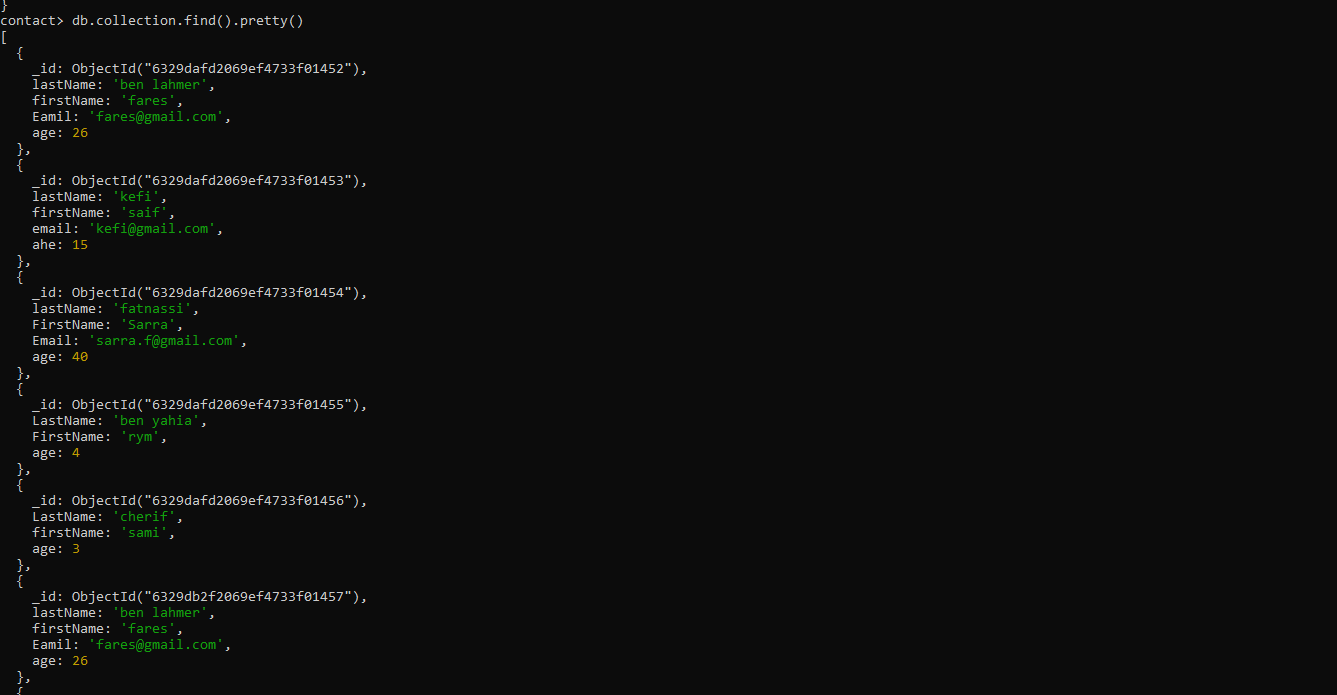 }
contact> db.collection.find().pretty()
[
  {
    _id: ObjectId("6329dafd2069ef4733f01452"),
    lastName: 'ben lahmer',
    firstName: 'fares',
    Eamil: 'fares@gmail.com',
    age: 26
  },
  {
    _id: ObjectId("6329dafd2069ef4733f01453"),
    lastName: 'kefi',
    firstName: 'saif',
    email: 'kefi@gmail.com',
    ahe: 15
  },
  {
    _id: ObjectId("6329dafd2069ef4733f01454"),
    lastName: 'fatnassi',
    FirstName: 'Sarra',
    Email: 'sarra.f@gmail.com',
    age: 40
  },
  {
    _id: ObjectId("6329dafd2069ef4733f01455"),
    LastName: 'ben yahia',
    FirstName: 'rym',
    age: 4
  },
  {
    _id: ObjectId("6329dafd2069ef4733f01456"),
    LastName: 'cherif',
    firstName: 'sami',
    age: 3
  },
  {
    _id: ObjectId("6329db2f2069ef4733f01457"),
    lastName: 'ben lahmer',
    firstName: 'fares',
    Eamil: 'fares@gmail.com',
    age: 26
  },
  {